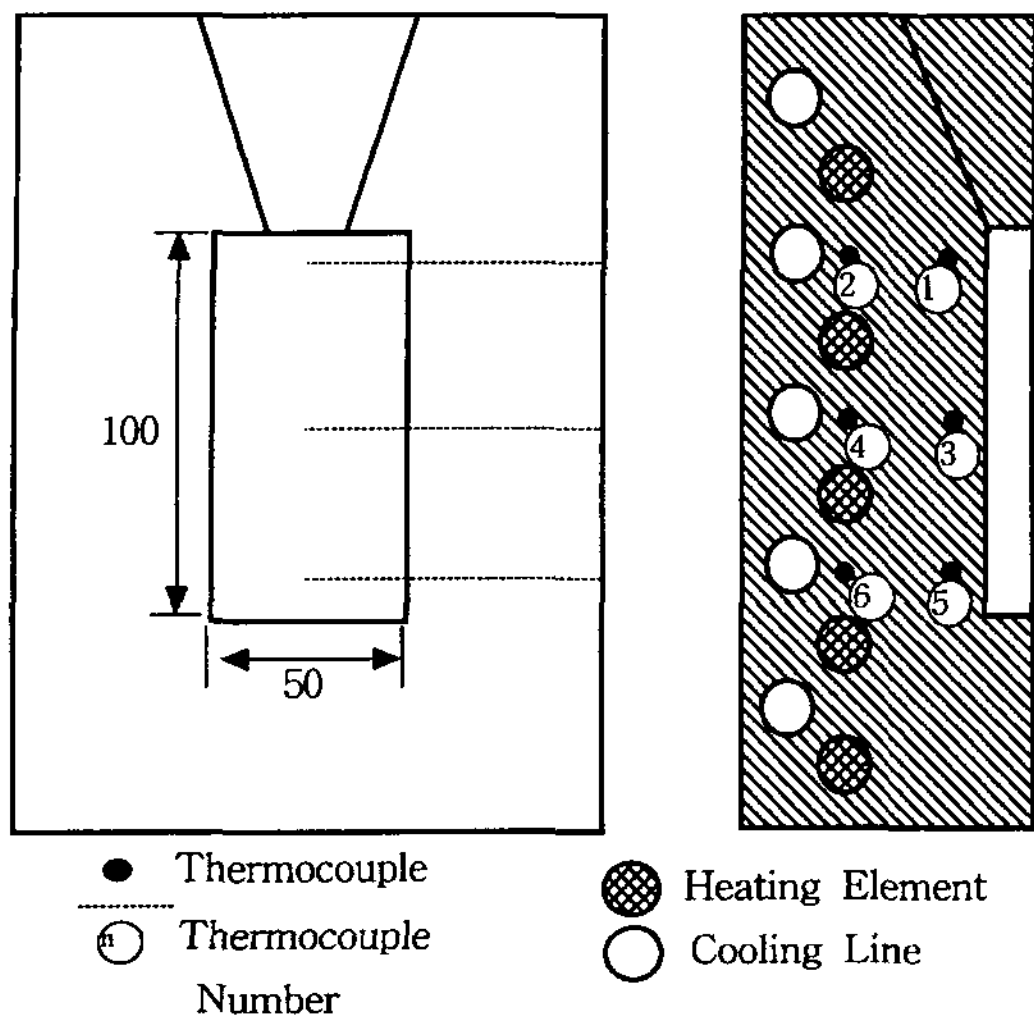 2
1
100
4
3
6
5
50
Thermocouple
Heating Element
n
Thermocouple
Cooling Line
Number